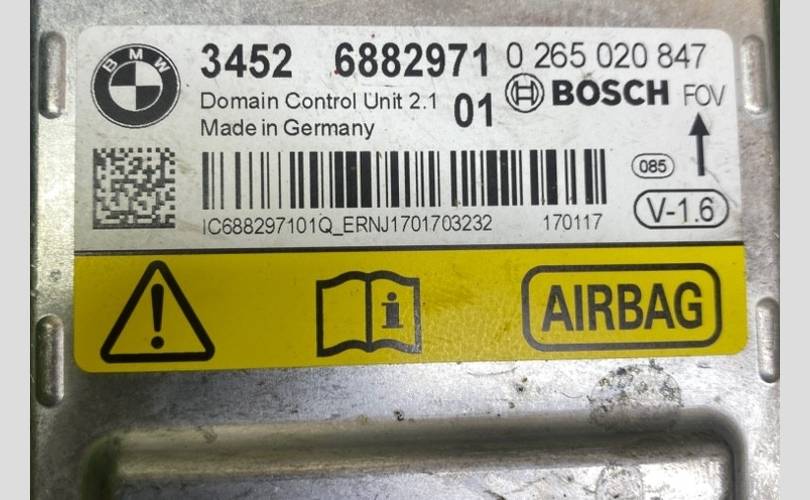 BMW
3452 6882971 0 265 020 847
Domain Control Unit 2.1 01 BOSCH FOV
Made in Germany
085
V-1.6
IC688297101Q_ERNJ1701703232 170117
i AIRBAG